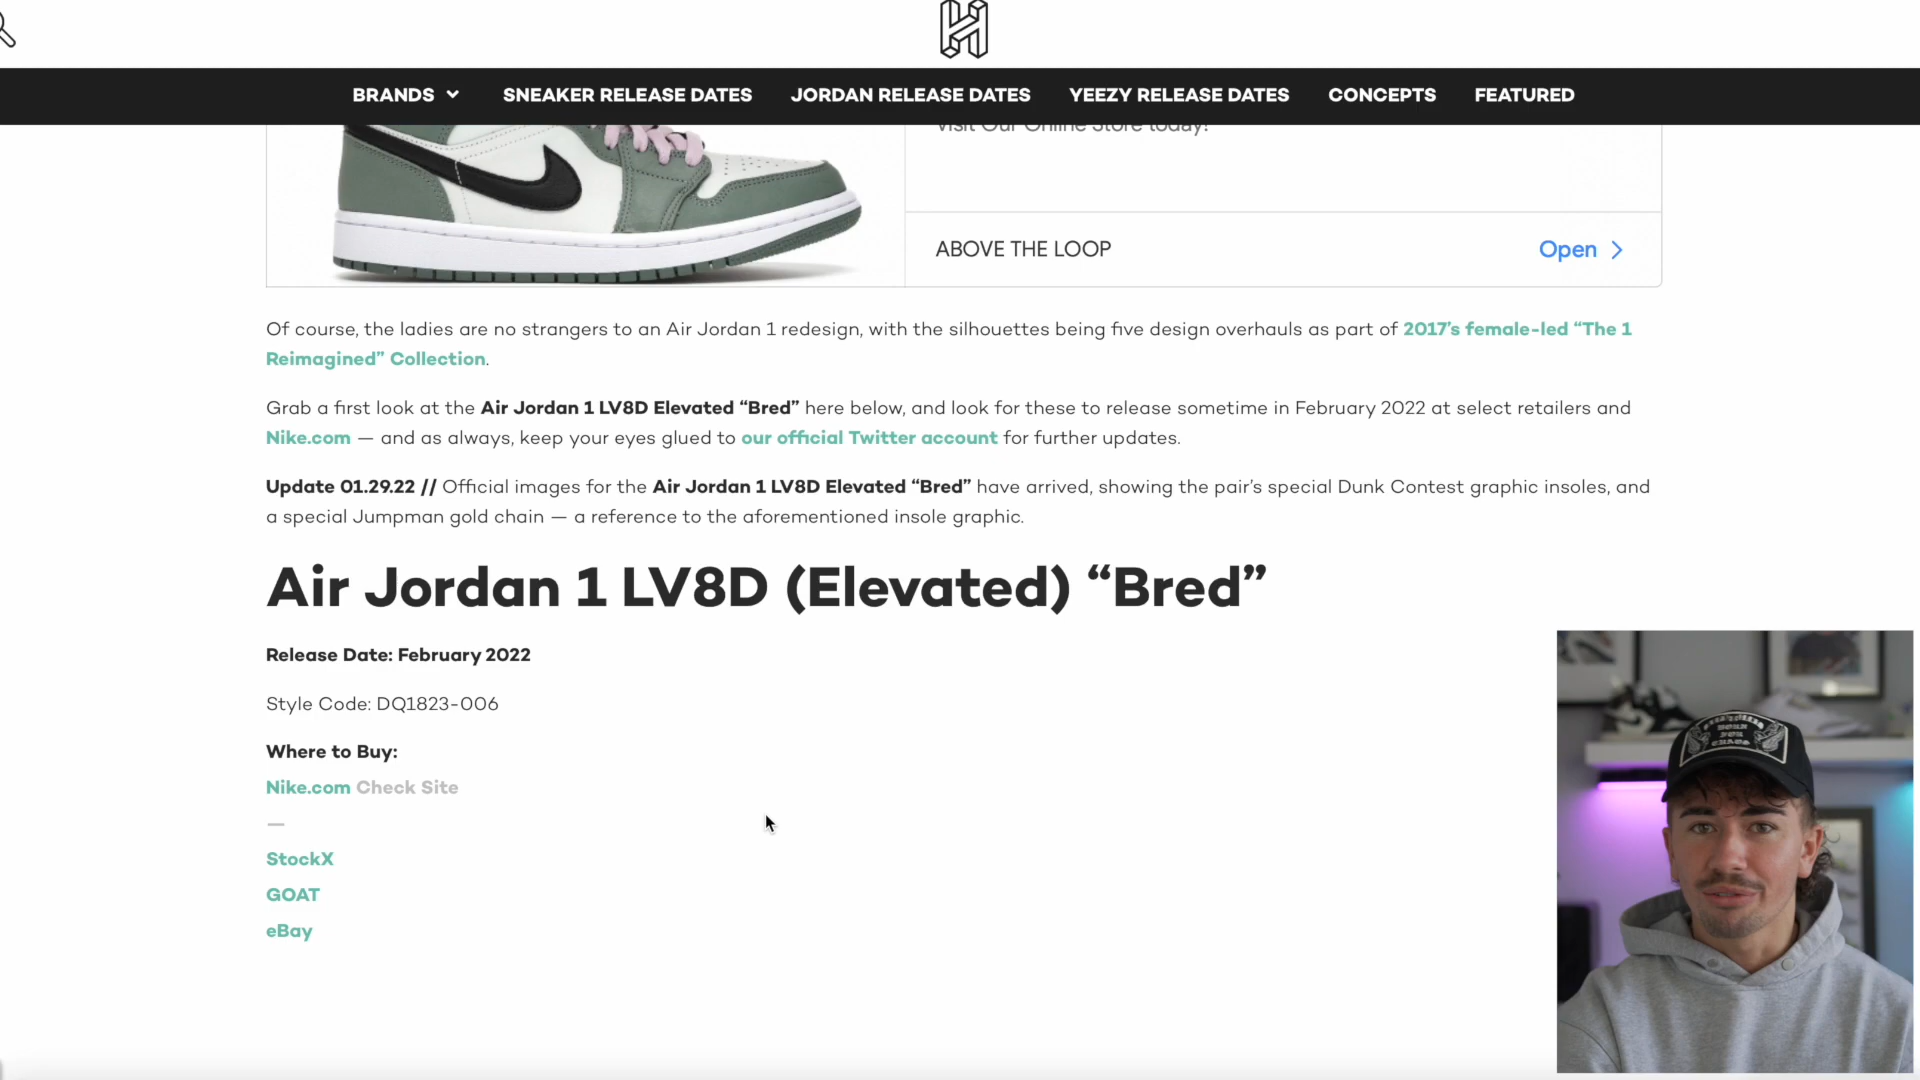 BRANDS SNEAKER RELEASE DATES JORDAN RELEASE DATES YEEZY RELEASE DATES CONCEPTS FEATURED
Visit Our Online Store today!
ABOVE THE LOOP Open
Of course, the ladies are no strangers to an Air Jordan 1 redesign, with the silhouettes being five design overhauls as part of 2017’s female-led “The 1
Reimagined” Collection.
Grab a first look at the Air Jordan 1 LV8D Elevated “Bred” here below, and look for these to release sometime in February 2022 at select retailers and
Nike.com — and as always, keep your eyes glued to our official Twitter account for further updates.
Update 01.29.22 // Official images for the Air Jordan 1 LV8D Elevated “Bred” have arrived, showing the pair’s special Dunk Contest graphic insoles, and
a special Jumpman gold chain — a reference to the aforementioned insole graphic.
Air Jordan 1 LV8D (Elevated) “Bred”
Release Date: February 2022
Style Code: DQ1823-006
Where to Buy:
Nike.com Check Site
—
StockX
GOAT
eBay
BORN
FOR
CHAOS